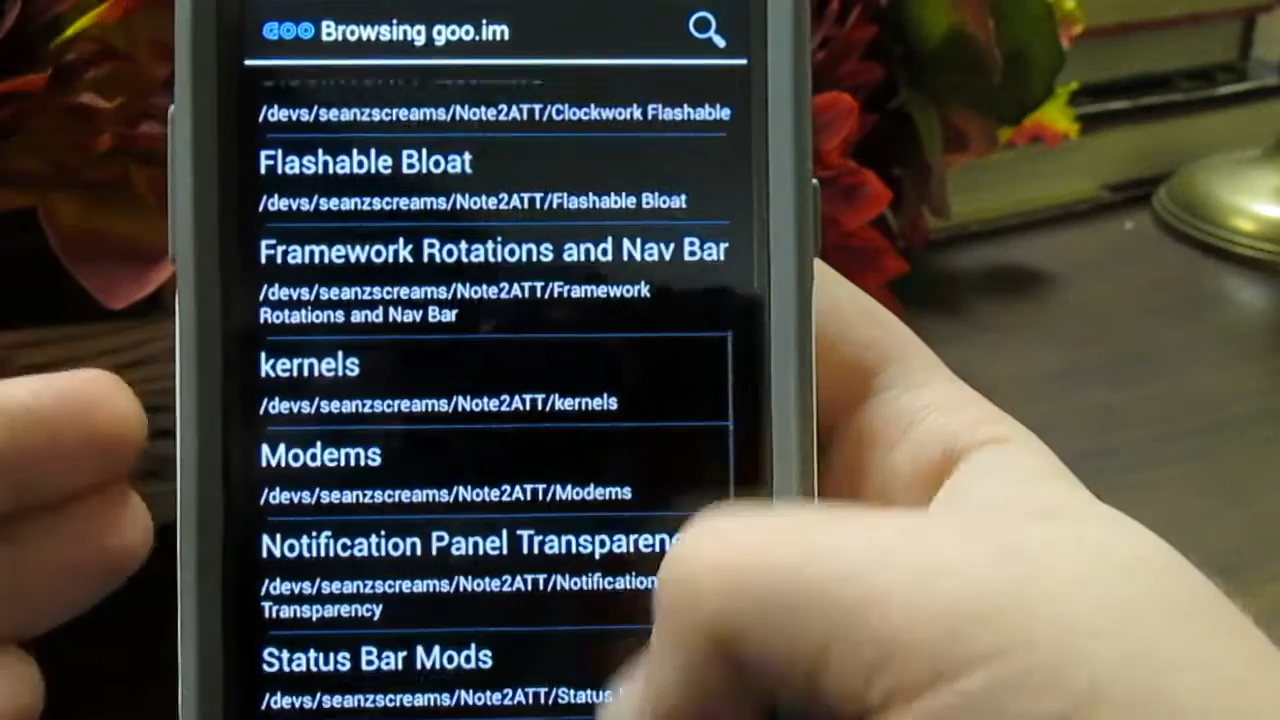 GOO Browsing goo.im
/devs/seanzscreams/Note2ATT/Clockwork Flashable
Flashable Bloat
/devs/seanzscreams/Note2ATT/Flashable Bloat
Framework Rotations and Nav Bar
/devs/seanzscreams/Note2ATT/Framework
Rotations and Nav Bar
kernels
/devs/seanzscreams/Note2ATT/kernels
Modems
/devs/seanzscreams/Note2ATT/Modems
Notification Panel
/devs/seanzscreams/Note2ATT/Notification
Transparency
Status Bar Mods
/devs/seanzscreams/Note2ATT/Status